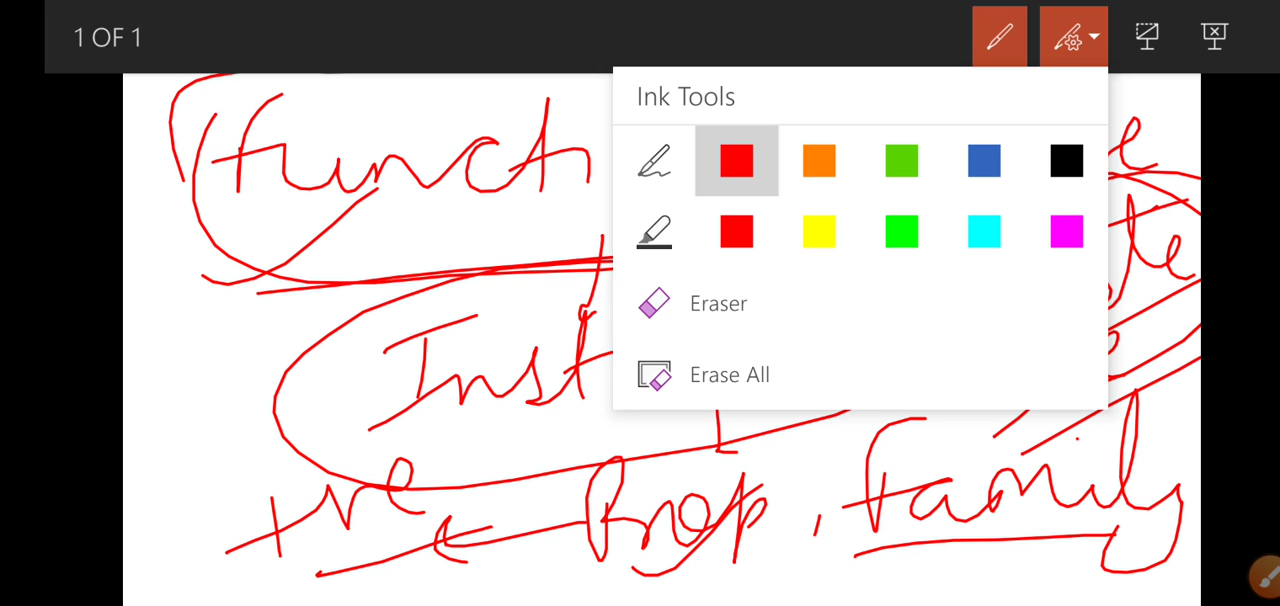 1 OF 1
Ink Tools
Funct
Eraser
Inst
Erase All
+ve Prop, Family